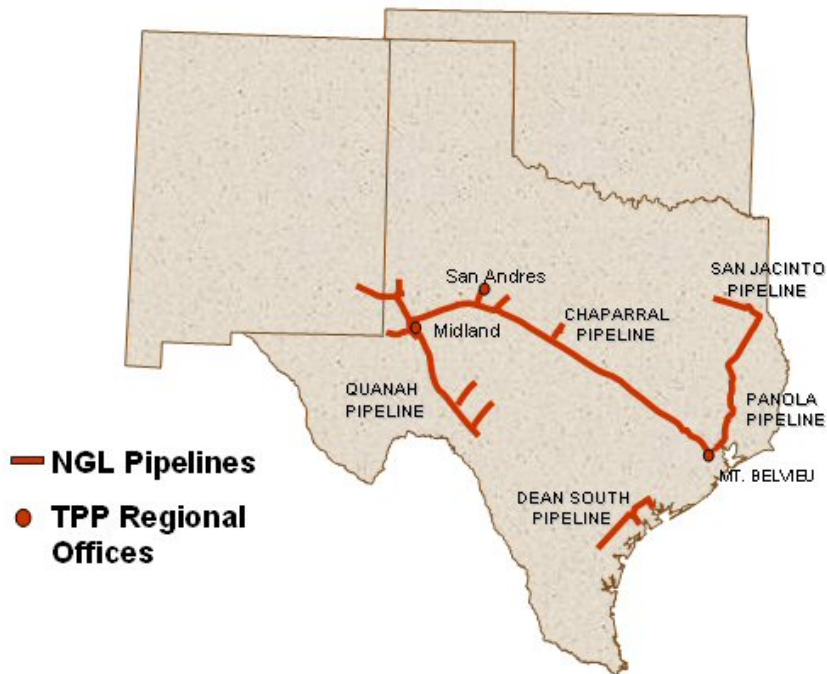 San Andres
SAN JACINTO
PIPELINE
CHAPARRAL
PIPELINE
Midland
QUANAH
PIPELINE
PANOLA
PIPELINE
NGL Pipelines
MT. BELVIEU
DEAN SOUTH
PIPELINE
TPP Regional
Offices